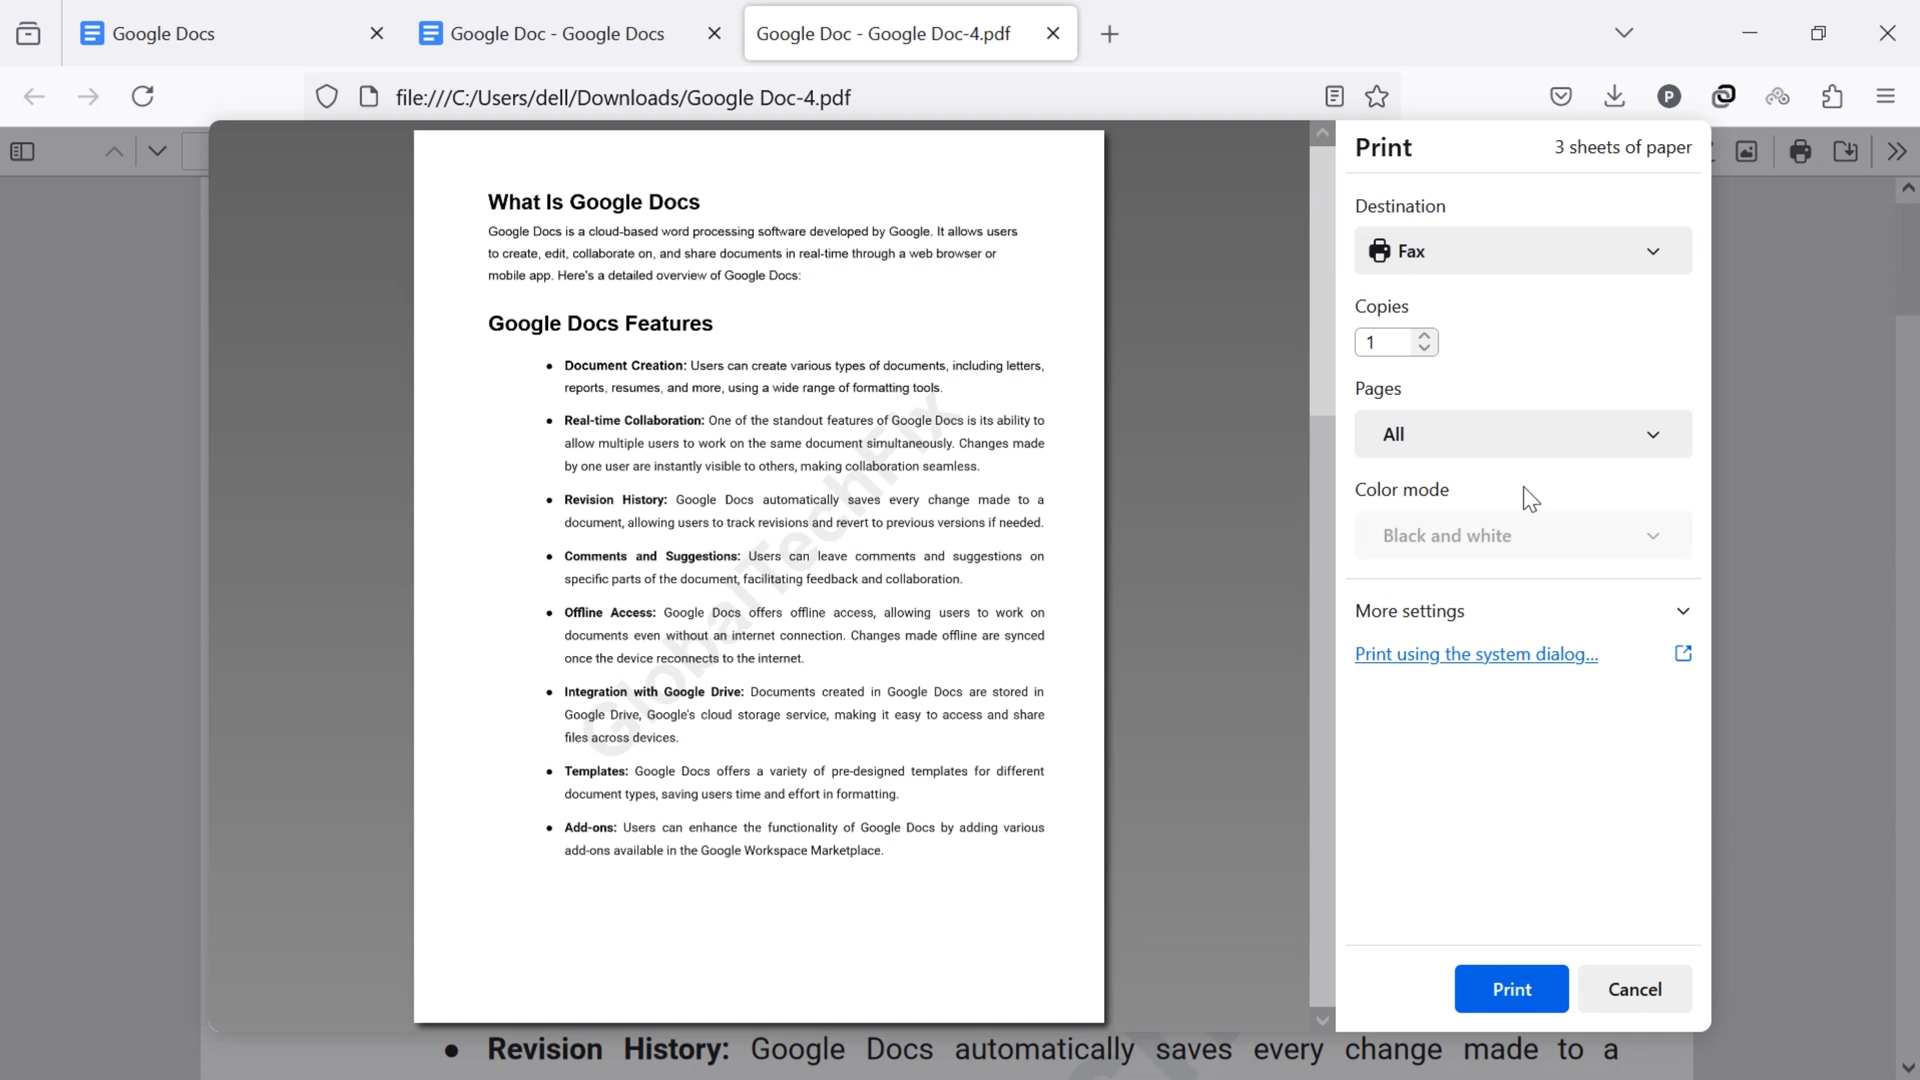 Google Docs
Google Doc - Google Docs
Google Doc - Google Doc-4.pdf
file:///C:/Users/dell/Downloads/Google Doc-4.pdf
P
What Is Google Docs
Google Docs is a cloud-based word processing software developed by Google. It allows users
to create, edit, collaborate on, and share documents in real-time through a web browser or
mobile app. Here's a detailed overview of Google Docs:
Google Docs Features
● Document Creation: Users can create various types of documents, including letters,
reports, resumes, and more, using a wide range of formatting tools.
● Real-time Collaboration: One of the standout features of Google Docs is its ability to
allow multiple users to work on the same document simultaneously. Changes made
by one user are instantly visible to others, making collaboration seamless.
● Revision History: Google Docs automatically saves every change made to a
document, allowing users to track revisions and revert to previous versions if needed.
● Comments and Suggestions: Users can leave comments and suggestions on
specific parts of the document, facilitating feedback and collaboration.
● Offline Access: Google Docs offers offline access, allowing users to work on
documents even without an internet connection. Changes made offline are synced
once the device reconnects to the internet.
● Integration with Google Drive: Documents created in Google Docs are stored in
Google Drive, Google's cloud storage service, making it easy to access and share
files across devices.
● Templates: Google Docs offers a variety of pre-designed templates for different
document types, saving users time and effort in formatting.
● Add-ons: Users can enhance the functionality of Google Docs by adding various
add-ons available in the Google Workspace Marketplace.
GlobalTechFix
Print
3 sheets of paper
Destination
Fax
Copies
1
Pages
All
Color mode
Black and white
More settings
Print using the system dialog...
Print
Cancel
● Revision History: Google Docs automatically saves every change made to a